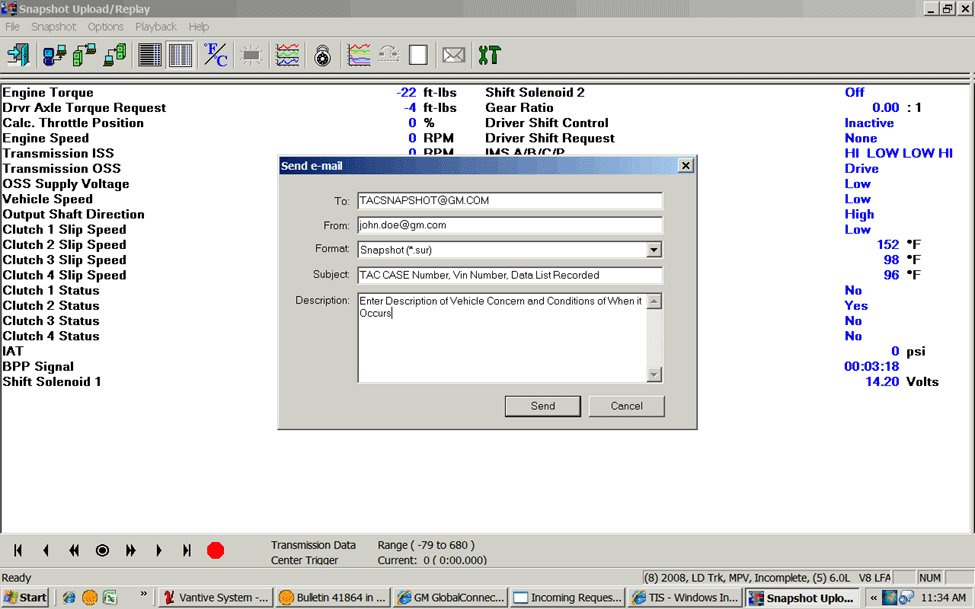 Snapshot Upload/Replay
File Snapshot Options Playback Help
°F/C
Engine Torque -22 ft-lbs Shift Solenoid 2 Off
Drvr Axle Torque Request -4 ft-lbs Gear Ratio 0.00 : 1
Calc. Throttle Position 0 % Driver Shift Control Inactive
Engine Speed 0 RPM Driver Shift Request None
Transmission ISS 0 RPM IMS A/B/C/P HI LOW LOW HI
Transmission OSS Drive
OSS Supply Voltage Low
Vehicle Speed Low
Output Shaft Direction High
Clutch 1 Slip Speed Low
Clutch 2 Slip Speed 152 °F
Clutch 3 Slip Speed 98 °F
Clutch 4 Slip Speed 96 °F
Clutch 1 Status No
Clutch 2 Status Yes
Clutch 3 Status No
Clutch 4 Status No
IAT 0 psi
BPP Signal 00:03:18
Shift Solenoid 1 14.20 Volts
Send e-mail
To: TACSNAPSHOT@GM.COM
From: john.doe@gm.com
Format: Snapshot (*.sur)
Subject: TAC CASE Number, Vin Number, Data List Recorded
Description: Enter Description of Vehicle Concern and Conditions of When it
Occurs
Send Cancel
Transmission Data Range ( -79 to 680 )
Center Trigger Current: 0 ( 0:00.000)
Ready (8) 2008, LD Trk, MPV, Incomplete, (5) 6.0L V8 LFA NUM
Start » Vantive System -... Bulletin 41864 in ... GM GlobalConnec... Incoming Reques... TIS - Windows In... Snapshot Uplo... « 11:34 AM